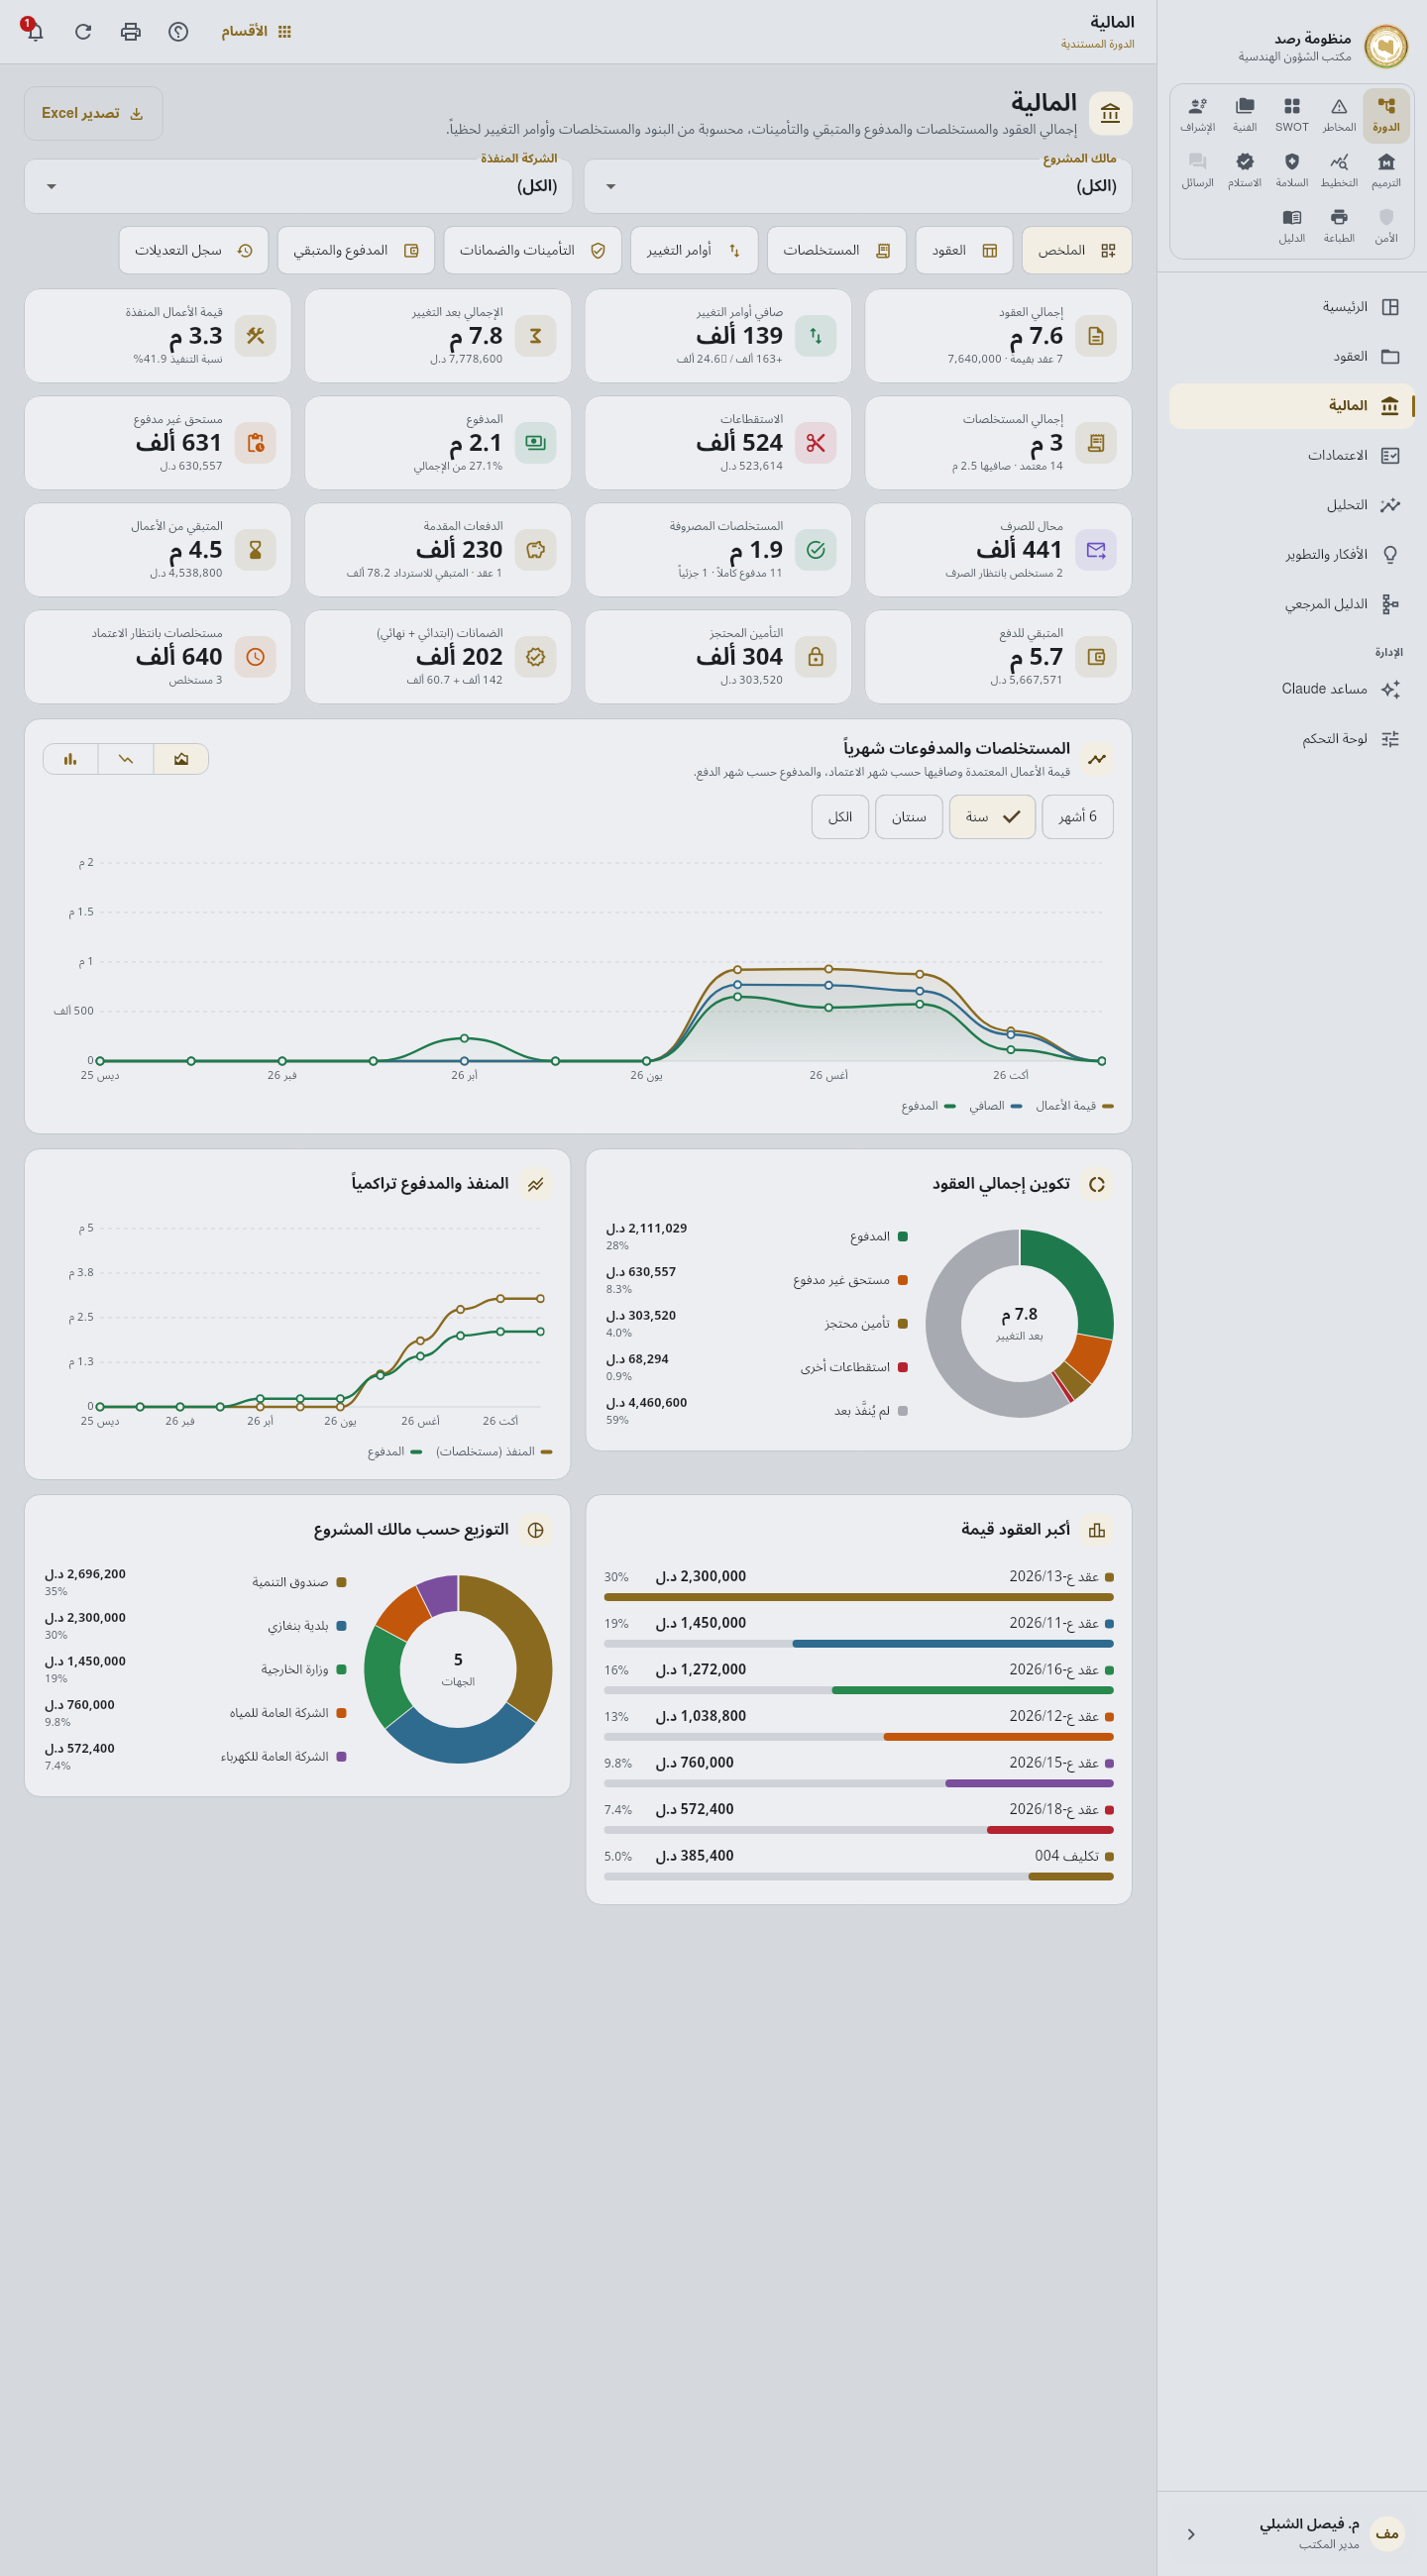 منظومة رصد
مكتب الشؤون الهندسية
الدورة
المخاطر
SWOT
الفنية
الإشراف
الترميم
التخطيط
السلامة
الاستلام
الرسائل
الأمن
الطباعة
الدليل
الرئيسية
العقود
المالية
الاعتمادات
التحليل
الأفكار والتطوير
الدليل المرجعي
الإدارة
مساعد Claude
لوحة التحكم
مف
م. فيصل الشبلي
مدير المكتب
المالية
الدورة المستندية
الأقسام
1
المالية
إجمالي العقود والمستخلصات والمدفوع والمتبقي والتأمينات، محسوبة من البنود والمستخلصات وأوامر التغيير لحظياً.
تصدير Excel
مالك المشروع
(الكل)
الشركة المنفذة
(الكل)
الملخص
العقود
المستخلصات
أوامر التغيير
التأمينات والضمانات
المدفوع والمتبقي
سجل التعديلات
إجمالي العقود
7.6 م
7 عقد بقيمة · 7,640,000
صافي أوامر التغيير
139 ألف
+163 ألف / 24.6 ألف
الإجمالي بعد التغيير
7.8 م
7,778,600 د.ل
قيمة الأعمال المنفذة
3.3 م
نسبة التنفيذ 41.9%
إجمالي المستخلصات
3 م
14 معتمد · صافيها 2.5 م
الاستقطاعات
524 ألف
523,614 د.ل
المدفوع
2.1 م
27.1% من الإجمالي
مستحق غير مدفوع
631 ألف
630,557 د.ل
محال للصرف
441 ألف
2 مستخلص بانتظار الصرف
المستخلصات المصروفة
1.9 م
11 مدفوع كاملاً · 1 جزئياً
الدفعات المقدمة
230 ألف
1 عقد · المتبقي للاسترداد 78.2 ألف
المتبقي من الأعمال
4.5 م
4,538,800 د.ل
المتبقي للدفع
5.7 م
5,667,571 د.ل
التأمين المحتجز
304 ألف
303,520 د.ل
الضمانات (ابتدائي + نهائي)
202 ألف
142 ألف + 60.7 ألف
مستخلصات بانتظار الاعتماد
640 ألف
3 مستخلص
المستخلصات والمدفوعات شهرياً
قيمة الأعمال المعتمدة وصافيها حسب شهر الاعتماد، والمدفوع حسب شهر الدفع.
6 أشهر
سنة
سنتان
الكل
2 م
1.5 م
1 م
500 ألف
0
ديس 25
فبر 26
أبر 26
يون 26
أغس 26
أكت 26
قيمة الأعمال
الصافي
المدفوع
تكوين إجمالي العقود
7.8 م
بعد التغيير
المدفوع
2,111,029 د.ل
28%
مستحق غير مدفوع
630,557 د.ل
8.3%
تأمين محتجز
303,520 د.ل
4.0%
استقطاعات أخرى
68,294 د.ل
0.9%
لم يُنفَّذ بعد
4,460,600 د.ل
59%
المنفذ والمدفوع تراكمياً
5 م
3.8 م
2.5 م
1.3 م
0
ديس 25
فبر 26
أبر 26
يون 26
أغس 26
أكت 26
المنفذ (مستخلصات)
المدفوع
أكبر العقود قيمة
عقد ع-2026/13 2,300,000 د.ل 30%
عقد ع-2026/11 1,450,000 د.ل 19%
عقد ع-2026/16 1,272,000 د.ل 16%
عقد ع-2026/12 1,038,800 د.ل 13%
عقد ع-2026/15 760,000 د.ل 9.8%
عقد ع-2026/18 572,400 د.ل 7.4%
تكليف 004 385,400 د.ل 5.0%
التوزيع حسب مالك المشروع
5
الجهات
صندوق التنمية
2,696,200 د.ل
35%
بلدية بنغازي
2,300,000 د.ل
30%
وزارة الخارجية
1,450,000 د.ل
19%
الشركة العامة للمياه
760,000 د.ل
9.8%
الشركة العامة للكهرباء
572,400 د.ل
7.4%